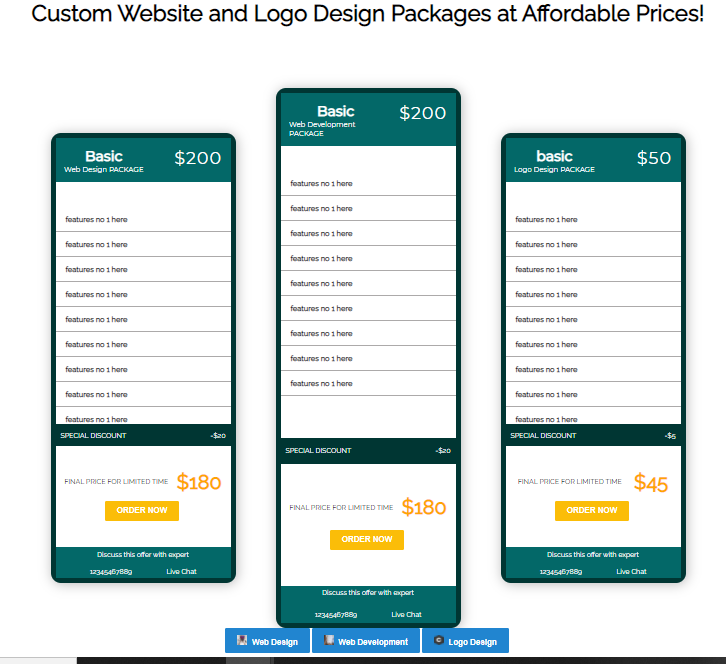 Custom Website and Logo Design Packages at Affordable Prices!
Basic
Web Design PACKAGE
$200
features no 1 here
features no 1 here
features no 1 here
features no 1 here
features no 1 here
features no 1 here
features no 1 here
features no 1 here
features no 1 here
SPECIAL DISCOUNT -$20
FINAL PRICE FOR LIMITED TIME $180
ORDER NOW
Discuss this offer with expert
12345467889 Live Chat
Basic
Web Development
PACKAGE
$200
features no 1 here
features no 1 here
features no 1 here
features no 1 here
features no 1 here
features no 1 here
features no 1 here
features no 1 here
features no 1 here
SPECIAL DISCOUNT -$20
FINAL PRICE FOR LIMITED TIME $180
ORDER NOW
Discuss this offer with expert
12345467889 Live Chat
basic
Logo Design PACKAGE
$50
features no 1 here
features no 1 here
features no 1 here
features no 1 here
features no 1 here
features no 1 here
features no 1 here
features no 1 here
features no 1 here
SPECIAL DISCOUNT -$5
FINAL PRICE FOR LIMITED TIME $45
ORDER NOW
Discuss this offer with expert
12345467889 Live Chat
Web Design Web Development Logo Design